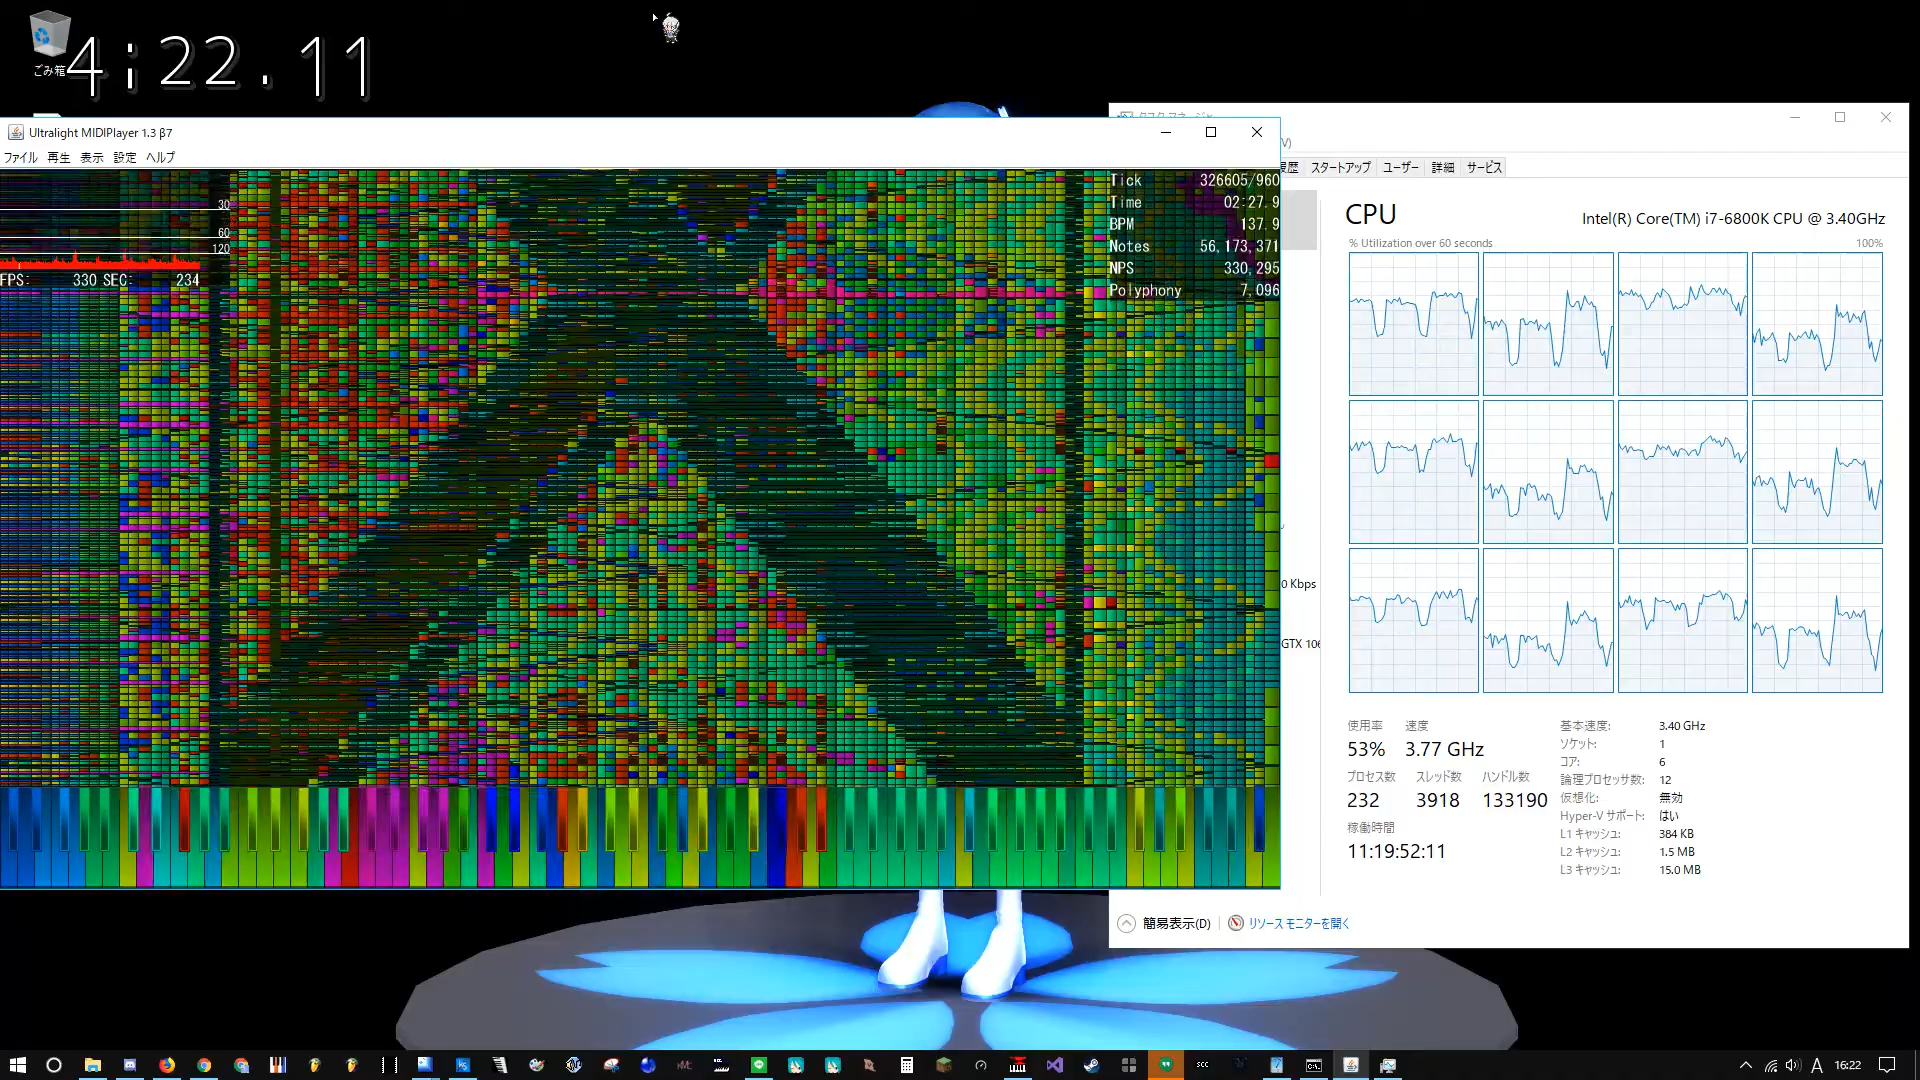 ごみ箱
4:22.11
Ultralight MIDIPlayer 1.3 β7
ファイル 再生 表示 設定 ヘルプ
30
60
120
FPS: 330 SEC: 234
Tick 326605/960
Time 02:27.9
BPM 137.9
Notes 56,173,371
NPS 330,295
Polyphony 7,096
V)
履歴 スタートアップ ユーザー 詳細 サービス
CPU
Intel(R) Core(TM) i7-6800K CPU @ 3.40GHz
% Utilization over 60 seconds 100%
0 Kbps
GTX 106
使用率 速度
53% 3.77 GHz
プロセス数 スレッド数 ハンドル数
232 3918 133190
稼働時間
11:19:52:11
基本速度: 3.40 GHz
ソケット: 1
コア: 6
論理プロセッサ数: 12
仮想化: 無効
Hyper-V サポート: はい
L1 キャッシュ: 384 KB
L2 キャッシュ: 1.5 MB
L3 キャッシュ: 15.0 MB
簡易表示(D)
リソース モニターを開く
A 16:22